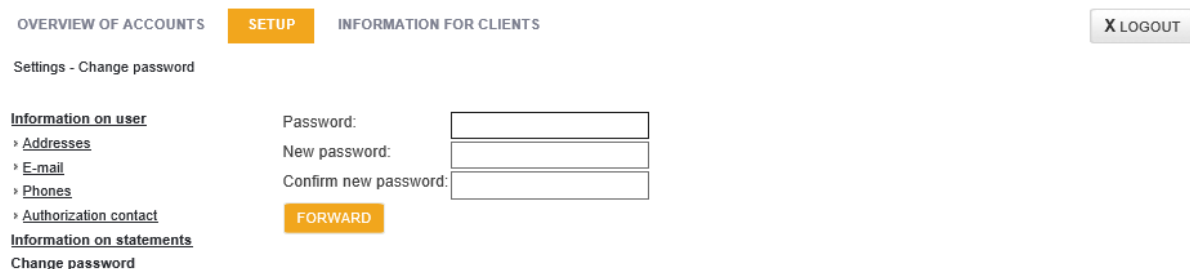 OVERVIEW OF ACCOUNTS SETUP INFORMATION FOR CLIENTS X LOGOUT
Settings - Change password
Information on user
› Addresses
› E-mail
› Phones
› Authorization contact
Information on statements
Change password
Password:
New password:
Confirm new password:
FORWARD